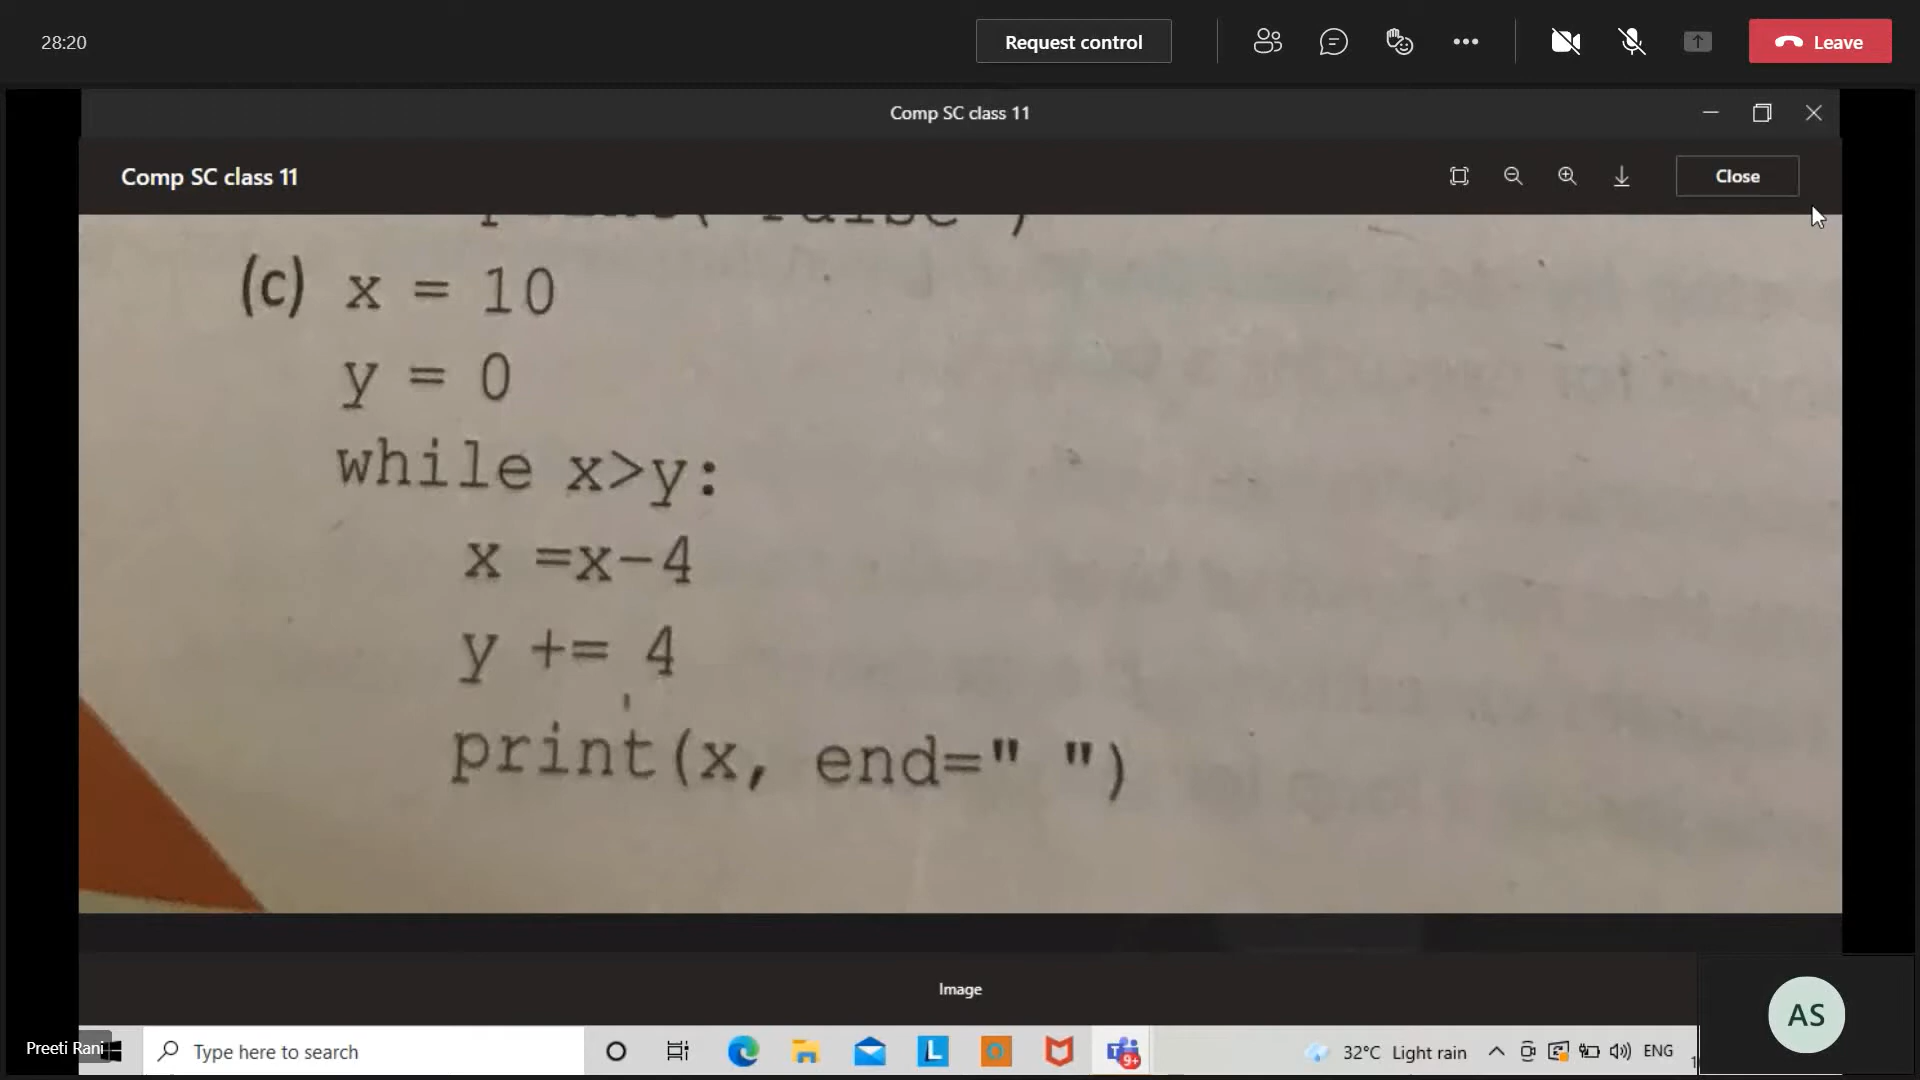 28:20
Request control
Leave
Comp SC class 11
Comp SC class 11
Close
(c) x = 10
y = 0
while x>y:
x =x-4
y += 4
print(x, end=" ")
Image
AS
Preeti Rani
Type here to search
L
9+
32°C Light rain
ENG